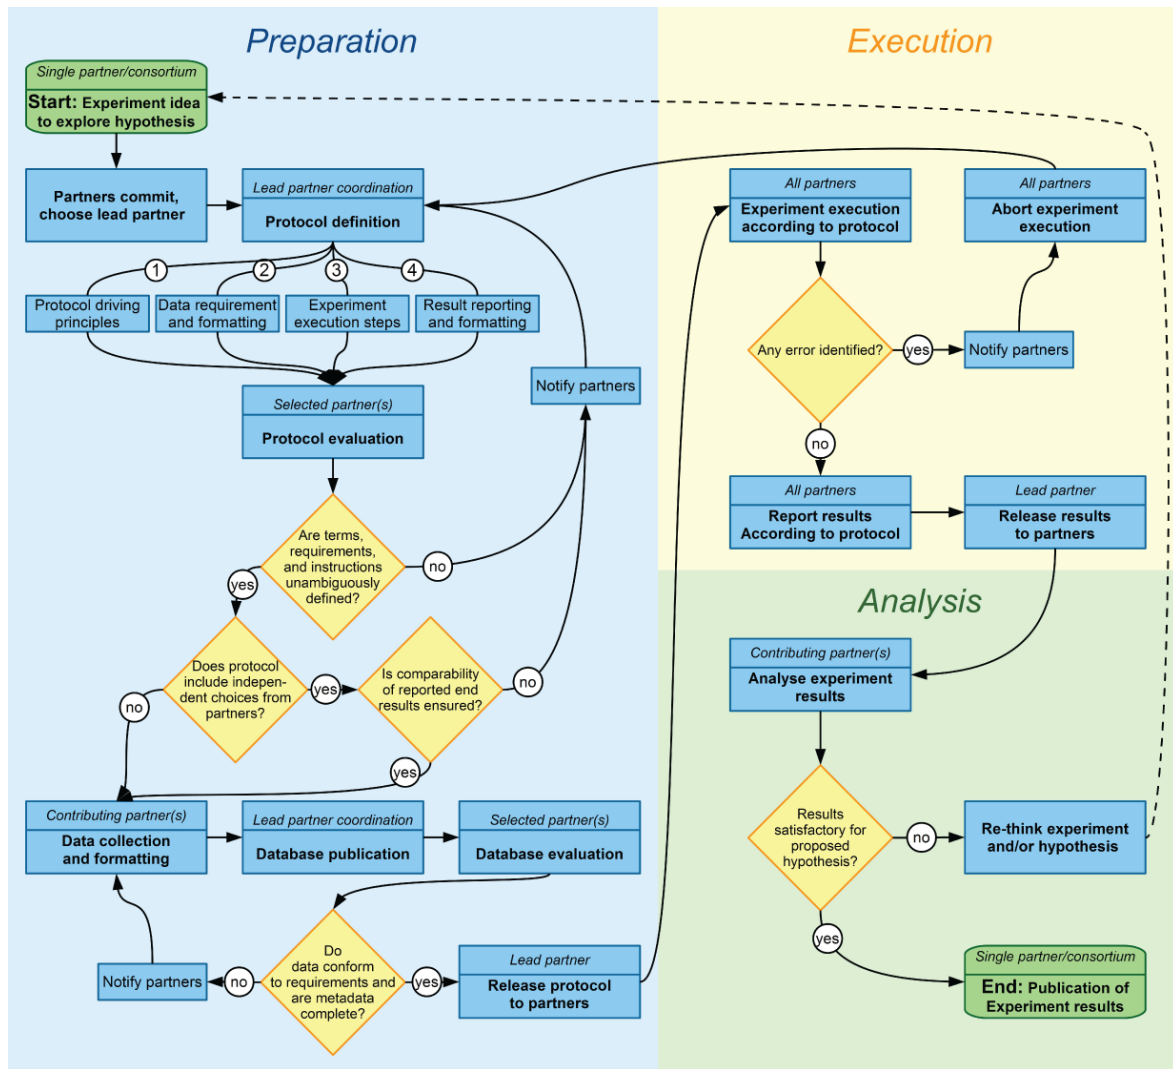 Preparation
Single partner/consortium
Start: Experiment idea
to explore hypothesis
Partners commit,
choose lead partner
Lead partner coordination
Protocol definition
1
2
3
4
Protocol driving
principles
Data requirement
and formatting
Experiment
execution steps
Result reporting
and formatting
Notify partners
Selected partner(s)
Protocol evaluation
Are terms,
requirements,
and instructions
unambiguously
defined?
no
yes
Does protocol
include indepen-
dent choices from
partners?
yes
Is comparability
of reported end
results ensured?
no
no
yes
Contributing partner(s)
Data collection
and formatting
Lead partner coordination
Database publication
Selected partner(s)
Database evaluation
Do
data conform
to requirements and
are metadata
complete?
no
Notify partners
yes
Lead partner
Release protocol
to partners
Execution
All partners
Experiment execution
according to protocol
All partners
Abort experiment
execution
Any error identified?
yes
Notify partners
no
All partners
Report results
According to protocol
Lead partner
Release results
to partners
Analysis
Contributing partner(s)
Analyse experiment
results
Results
satisfactory for
proposed
hypothesis?
no
Re-think experiment
and/or hypothesis
yes
Single partner/consortium
End: Publication of
Experiment results